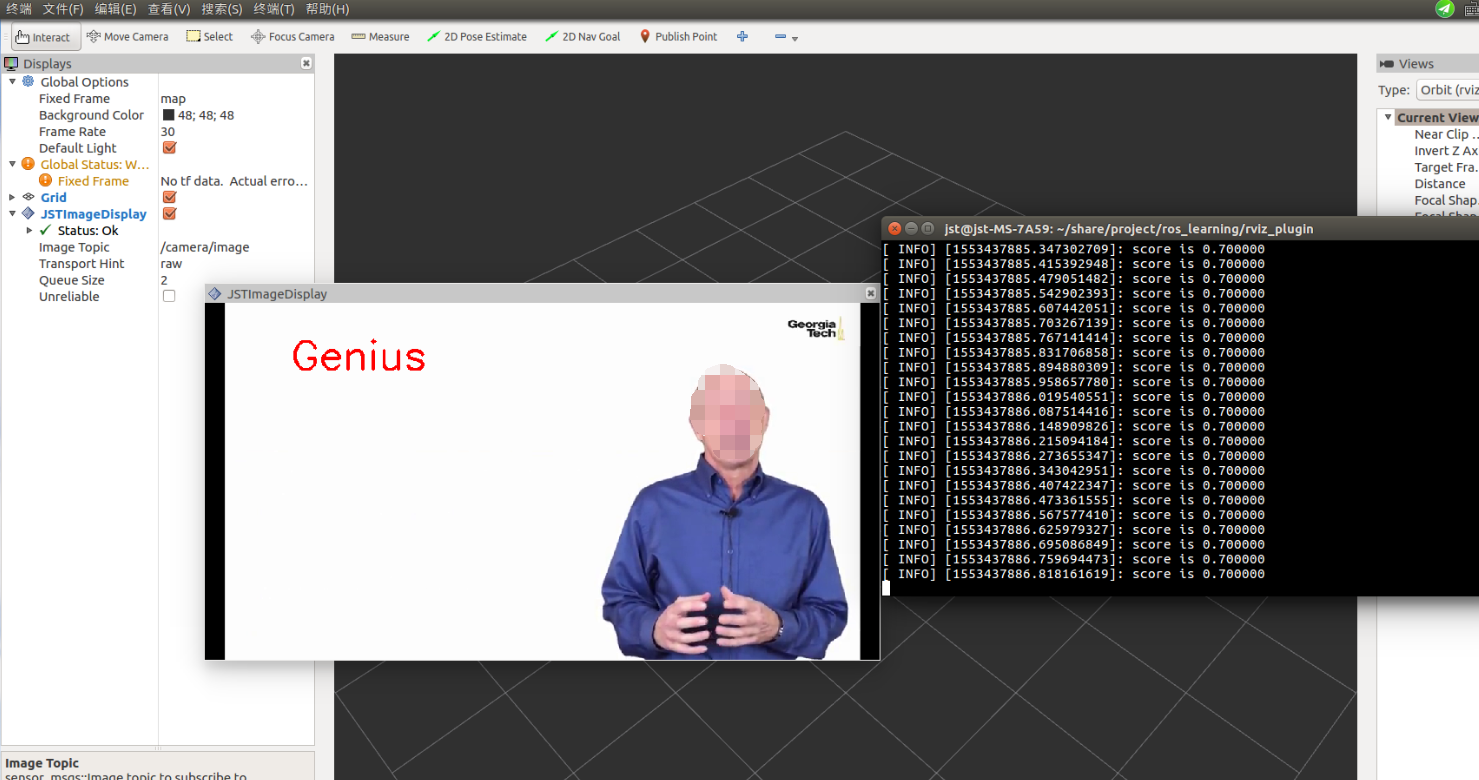 终端 文件(F) 编辑(E) 查看(V) 搜索(S) 终端(T) 帮助(H)
Interact Move Camera Select Focus Camera Measure 2D Pose Estimate 2D Nav Goal Publish Point
Displays
Global Options
Fixed Frame map
Background Color 48; 48; 48
Frame Rate 30
Default Light
Global Status: W...
Fixed Frame No tf data.  Actual erro...
Grid
JSTImageDisplay
Status: Ok
Image Topic /camera/image
Transport Hint raw
Queue Size 2
Unreliable
Image Topic
sensor_msgs::Image topic to subscribe to
JSTImageDisplay
Genius
Georgia
Tech
Views
Type: Orbit (rviz
Current View
Near Clip ...
Invert Z Ax
Target Fra.
Distance
Focal Shap.
Focal Shap
jst@jst-MS-7A59: ~/share/project/ros_learning/rviz_plugin
[ INFO] [1553437885.347302709]: score is 0.700000
[ INFO] [1553437885.415392948]: score is 0.700000
[ INFO] [1553437885.479051482]: score is 0.700000
[ INFO] [1553437885.542902393]: score is 0.700000
[ INFO] [1553437885.607442051]: score is 0.700000
[ INFO] [1553437885.703267139]: score is 0.700000
[ INFO] [1553437885.767141414]: score is 0.700000
[ INFO] [1553437885.831706858]: score is 0.700000
[ INFO] [1553437885.894880309]: score is 0.700000
[ INFO] [1553437885.958657780]: score is 0.700000
[ INFO] [1553437886.019540551]: score is 0.700000
[ INFO] [1553437886.087514416]: score is 0.700000
[ INFO] [1553437886.148909826]: score is 0.700000
[ INFO] [1553437886.215094184]: score is 0.700000
[ INFO] [1553437886.273655347]: score is 0.700000
[ INFO] [1553437886.343042951]: score is 0.700000
[ INFO] [1553437886.407422347]: score is 0.700000
[ INFO] [1553437886.473361555]: score is 0.700000
[ INFO] [1553437886.567577410]: score is 0.700000
[ INFO] [1553437886.625979327]: score is 0.700000
[ INFO] [1553437886.695086849]: score is 0.700000
[ INFO] [1553437886.759694473]: score is 0.700000
[ INFO] [1553437886.818161619]: score is 0.700000